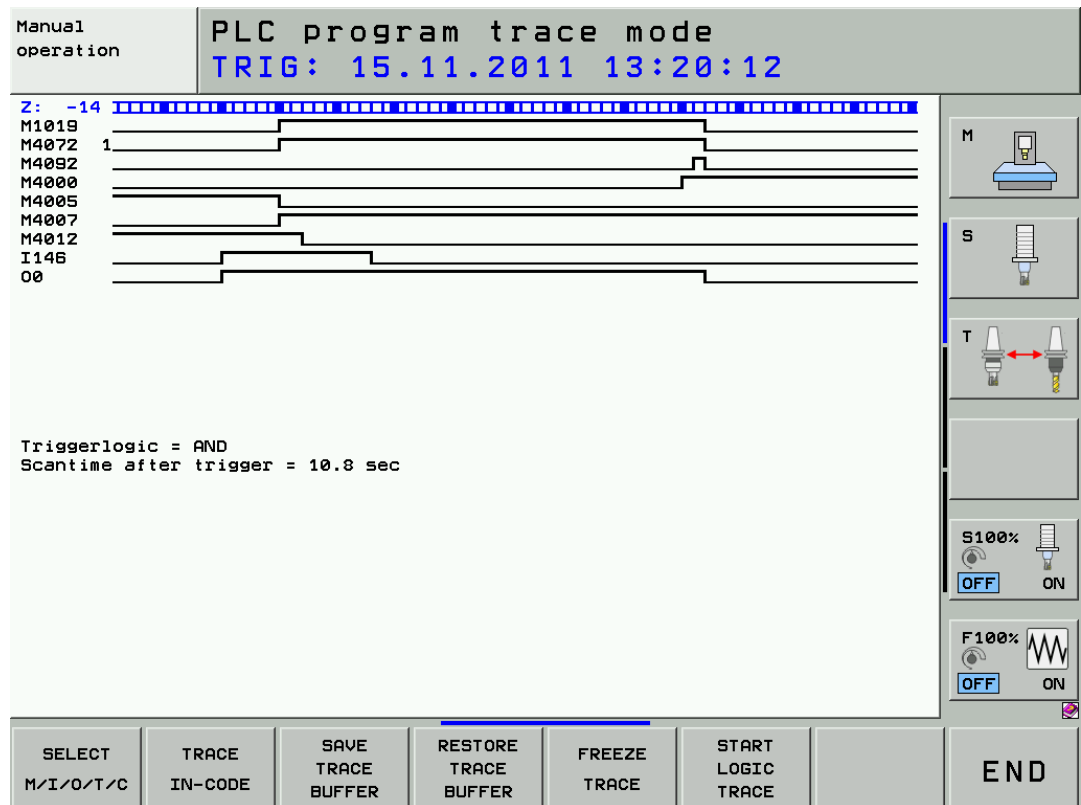 Manual
operation
PLC program trace mode
TRIG: 15.11.2011 13:20:12
Z: -14
M1019
M4072 1
M4092
M4000
M4005
M4007
M4012
I146
O0
Triggerlogic = AND
Scantime after trigger = 10.8 sec
M
S
T
S100%
OFF ON
F100%
OFF ON
SELECT
M/I/O/T/C
TRACE
IN-CODE
SAVE
TRACE
BUFFER
RESTORE
TRACE
BUFFER
FREEZE
TRACE
START
LOGIC
TRACE
END